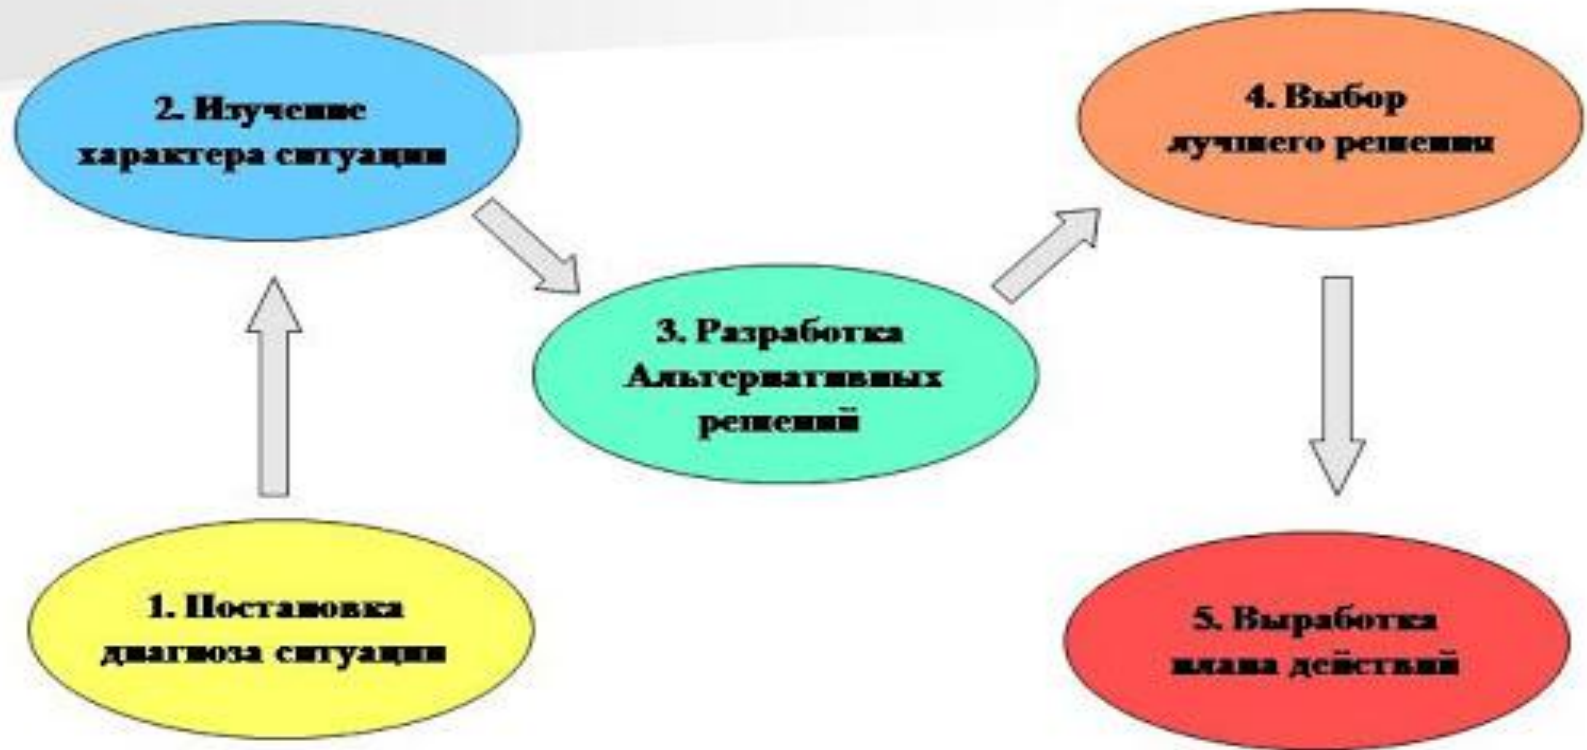 1. Постановка
диагноза ситуации
2. Изучение
характера ситуации
3. Разработка
Альтернативных
решений
4. Выбор
лучшего решения
5. Выработка
плана действий